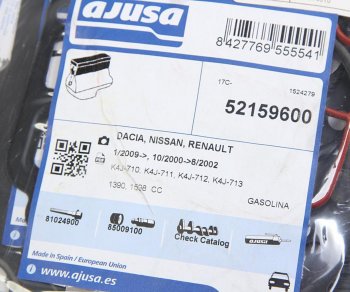 ajusa
8 427769 555541
17C-
1524279
52159600
DACIA, NISSAN, RENAULT
1/2009->, 10/2000->8/2002
K4J-710, K4J-711, K4J-712, K4J-713
1390, 1598 CC
GASOLINA
81024900
85009100
Check Catalog
ajusa
Made in Spain / European Union
www.ajusa.es